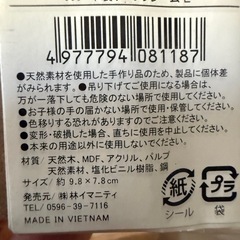 4977794 081187
●天然素材を使用した手作り品のため、製品に個体差
がみられます。●吊り下げてご使用になる場合は、
万が一落下しても危険のない場所で使用してください。
●お子様の手の届かない場所で使用・保管してください。
●色移りする恐れがありますのでご注意ください。
●変形・破損した場合、直ちに使用を中止してください。
●本来の用途以外に使用しないでください。
材質 天然木、MDF、アクリル、パルプ
天然素材、塩化ビニル樹脂、鋼
サイズ/約 9.8×7.8cm
発売元/㈱林イマニティ
TEL/0596-39-7116
MADE IN VIETNAM
紙
シール
プラ
袋